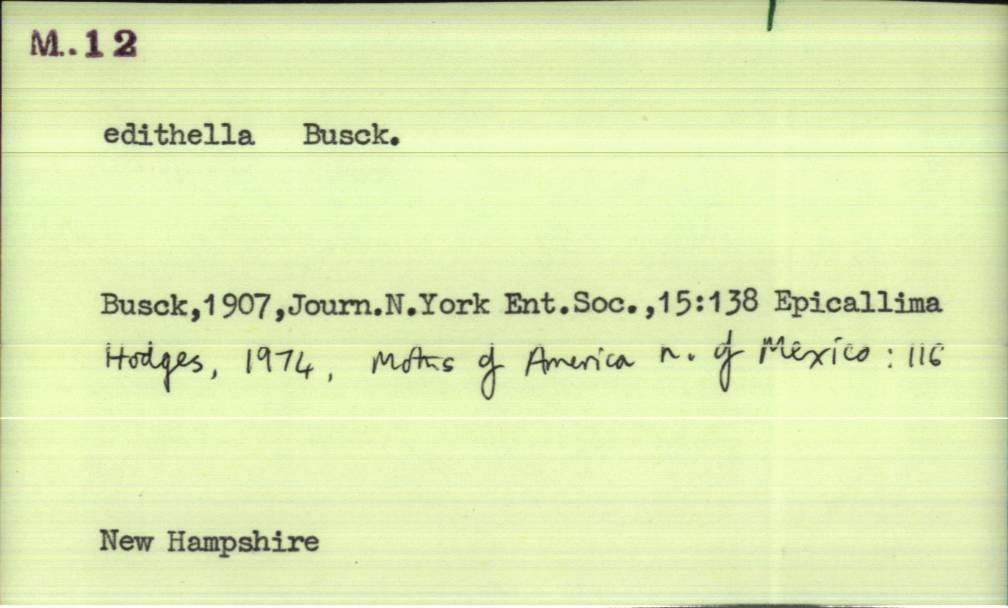 M..12
edithella Busck.
Busck,1907,Journ.N.York Ent.Soc.,15:138 Epicallima
Hodges, 1974, Moths of America n. of Mexico : 116
New Hampshire